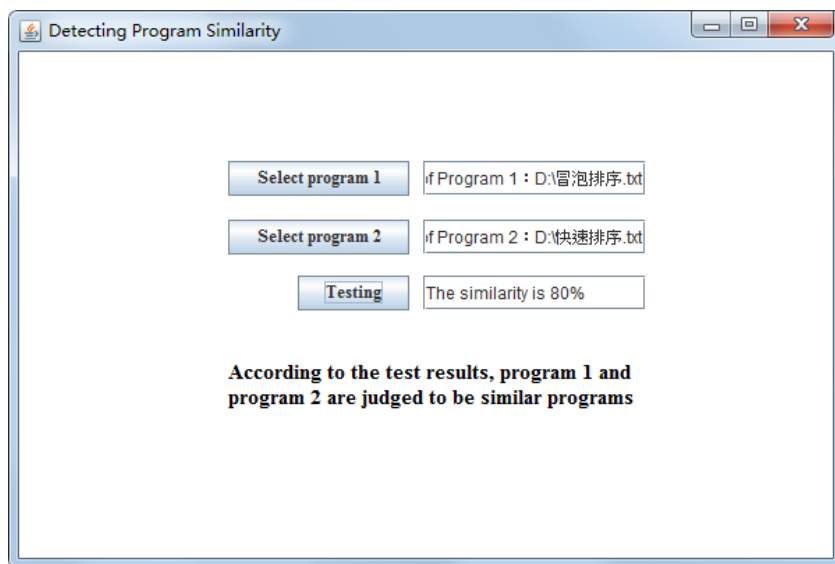 Detecting Program Similarity
Select program 1
of Program 1：D:\冒泡排序.txt
Select program 2
of Program 2：D:\快速排序.txt
Testing
The similarity is 80%
According to the test results, program 1 and
program 2 are judged to be similar programs